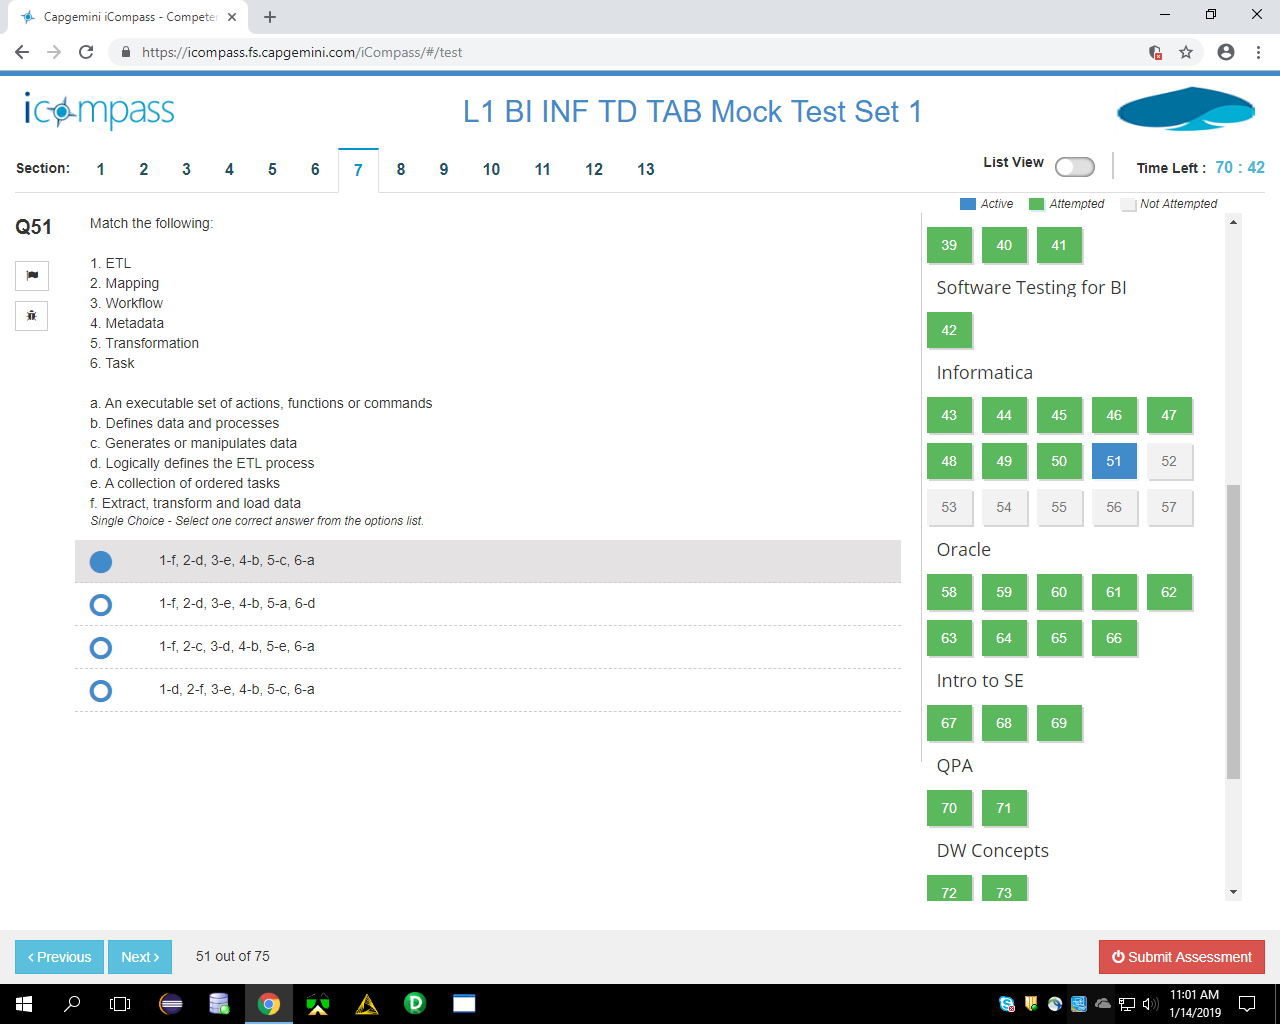 Capgemini iCompass - Competer
https://icompass.fs.capgemini.com/iCompass/#/test
icompass
L1 BI INF TD TAB Mock Test Set 1
Section: 1 2 3 4 5 6 7 8 9 10 11 12 13
List View
Time Left : 70 : 42
Active Attempted Not Attempted
Q51
Match the following:
1. ETL
2. Mapping
3. Workflow
4. Metadata
5. Transformation
6. Task
a. An executable set of actions, functions or commands
b. Defines data and processes
c. Generates or manipulates data
d. Logically defines the ETL process
e. A collection of ordered tasks
f. Extract, transform and load data
Single Choice - Select one correct answer from the options list.
1-f, 2-d, 3-e, 4-b, 5-c, 6-a
1-f, 2-d, 3-e, 4-b, 5-a, 6-d
1-f, 2-c, 3-d, 4-b, 5-e, 6-a
1-d, 2-f, 3-e, 4-b, 5-c, 6-a
39 40 41
Software Testing for BI
42
Informatica
43 44 45 46 47
48 49 50 51 52
53 54 55 56 57
Oracle
58 59 60 61 62
63 64 65 66
Intro to SE
67 68 69
QPA
70 71
DW Concepts
72 73
Previous
Next
51 out of 75
Submit Assessment
11:01 AM
1/14/2019